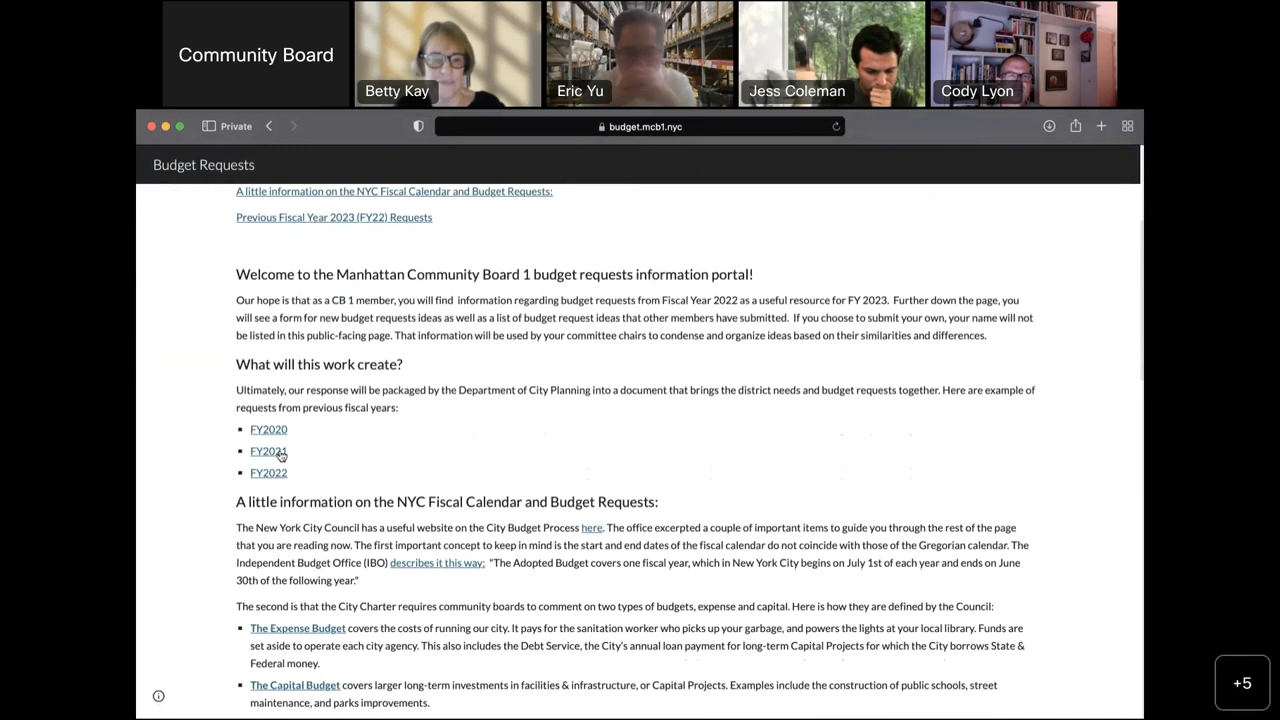 Community Board
Betty Kay
Eric Yu
Jess Coleman
Cody Lyon
Private
budget.mcb1.nyc
Budget Requests
A little information on the NYC Fiscal Calendar and Budget Requests:
Previous Fiscal Year 2023 (FY22) Requests
Welcome to the Manhattan Community Board 1 budget requests information portal!
Our hope is that as a CB 1 member, you will find information regarding budget requests from Fiscal Year 2022 as a useful resource for FY 2023. Further down the page, you
will see a form for new budget requests ideas as well as a list of budget request ideas that other members have submitted. If you choose to submit your own, your name will not
be listed in this public-facing page. That information will be used by your committee chairs to condense and organize ideas based on their similarities and differences.
What will this work create?
Ultimately, our response will be packaged by the Department of City Planning into a document that brings the district needs and budget requests together. Here are example of
requests from previous fiscal years:
FY2020
FY2021
FY2022
A little information on the NYC Fiscal Calendar and Budget Requests:
The New York City Council has a useful website on the City Budget Process here. The office excerpted a couple of important items to guide you through the rest of the page
that you are reading now. The first important concept to keep in mind is the start and end dates of the fiscal calendar do not coincide with those of the Gregorian calendar. The
Independent Budget Office (IBO) describes it this way: "The Adopted Budget covers one fiscal year, which in New York City begins on July 1st of each year and ends on June
30th of the following year."
The second is that the City Charter requires community boards to comment on two types of budgets, expense and capital. Here is how they are defined by the Council:
The Expense Budget covers the costs of running our city. It pays for the sanitation worker who picks up your garbage, and powers the lights at your local library. Funds are
set aside to operate each city agency. This also includes the Debt Service, the City's annual loan payment for long-term Capital Projects for which the City borrows State &
Federal money.
The Capital Budget covers larger long-term investments in facilities & infrastructure, or Capital Projects. Examples include the construction of public schools, street
maintenance, and parks improvements.
+5